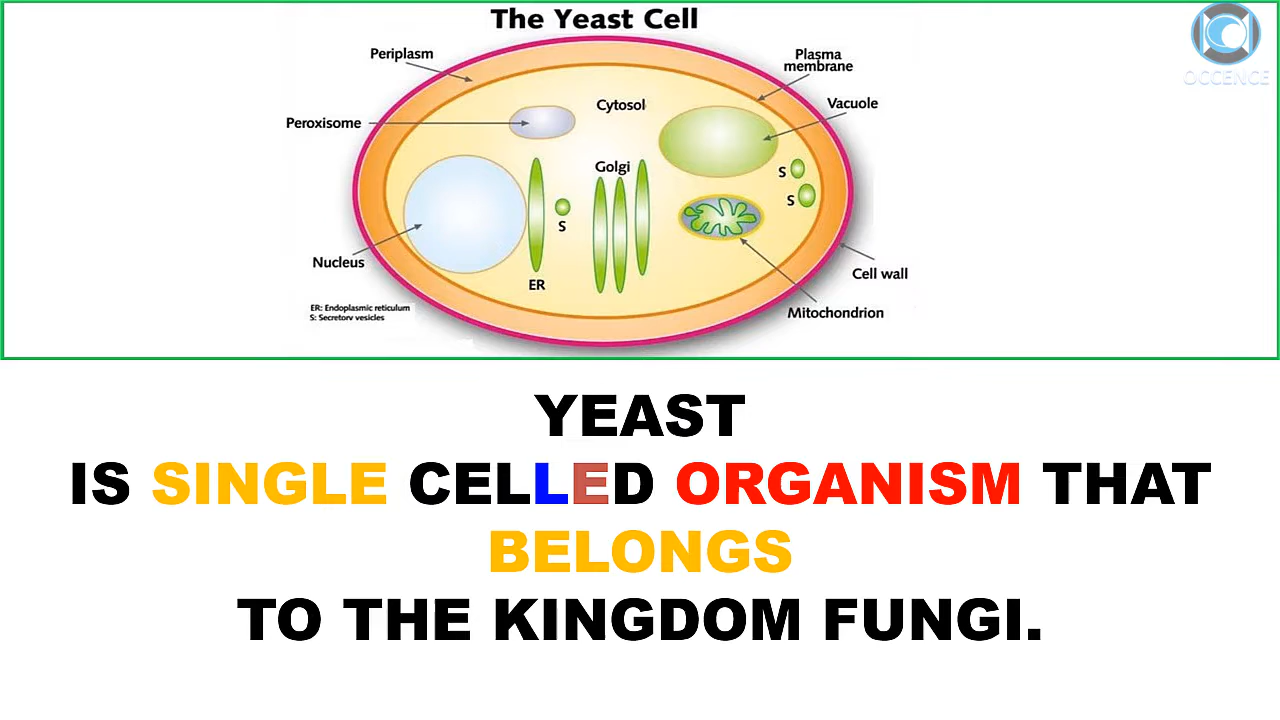 The Yeast Cell
OCCENCE
Periplasm
Plasma
membrane
Cytosol
Vacuole
Peroxisome
Golgi
S
S
S
Nucleus
ER
Cell wall
Mitochondrion
ER: Endoplasmic reticulum
S: Secretory vesicles
YEAST
IS SINGLE CELLED ORGANISM THAT
BELONGS
TO THE KINGDOM FUNGI.